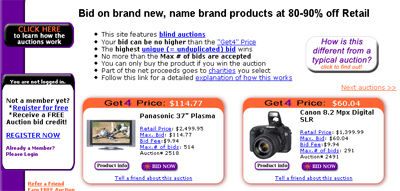 Bid on brand new, name brand products at 80-90% off Retail
CLICK HERE
to learn how the
auctions work
• This site features blind auctions
• Your bid can be no higher than the "Get4" Price
• The highest unique (= unduplicated) bid wins
• No more than the Max # of bids are accepted
• You can only buy the product if you win the auction
• Part of the net proceeds goes to charities you select
• Follow this link for a detailed explanation of how this works
How is this
different from a
typical auction?
click to find out!
Next auctions >>
You are not logged in.
Not a member yet?
*Register for free
*Receive a FREE
Auction bid credit!
REGISTER NOW
Already a Member?
Please Login
Refer a Friend
Earn FREE Auction
Get4 Price: $114.77
Panasonic 37" Plasma
Retail Price: $2,499.95
Max. Bid: $114.77
Bid Fee: $9.94
Max. # of bids: 514
Auction# 2518
Product Info
BID NOW
Tell a friend about this auction
Get4 Price: $60.04
Canon 8.2 Mpx Digital
SLR
Retail Price: $1,399.99
Max. Bid: $60.04
Bid Fee: $9.94
Max. # of bids: 291
Auction# 2491
Product Info
BID NOW
Tell a friend about this auction